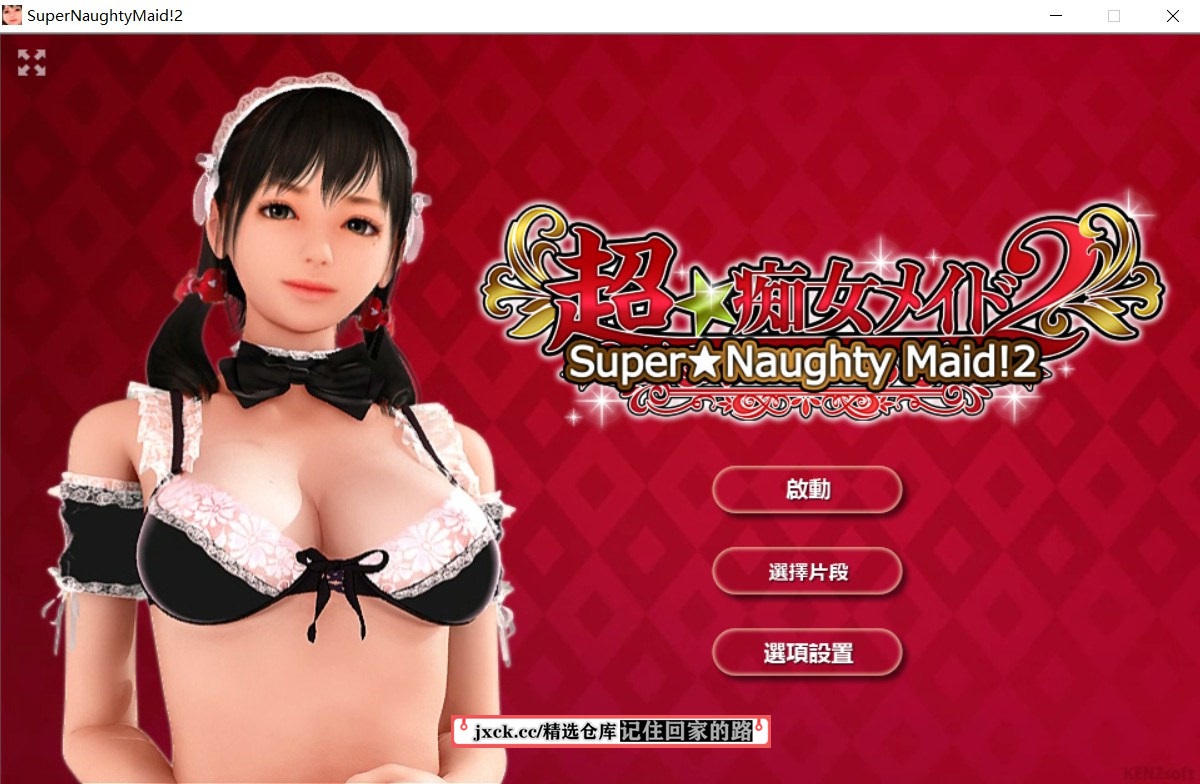 SuperNaughtyMaid!2
超★痴女メイド2
Super★Naughty Maid!2
啟動
選擇片段
選項設置
jxck.cc/精选仓库 记住回家的路
KENZsoft